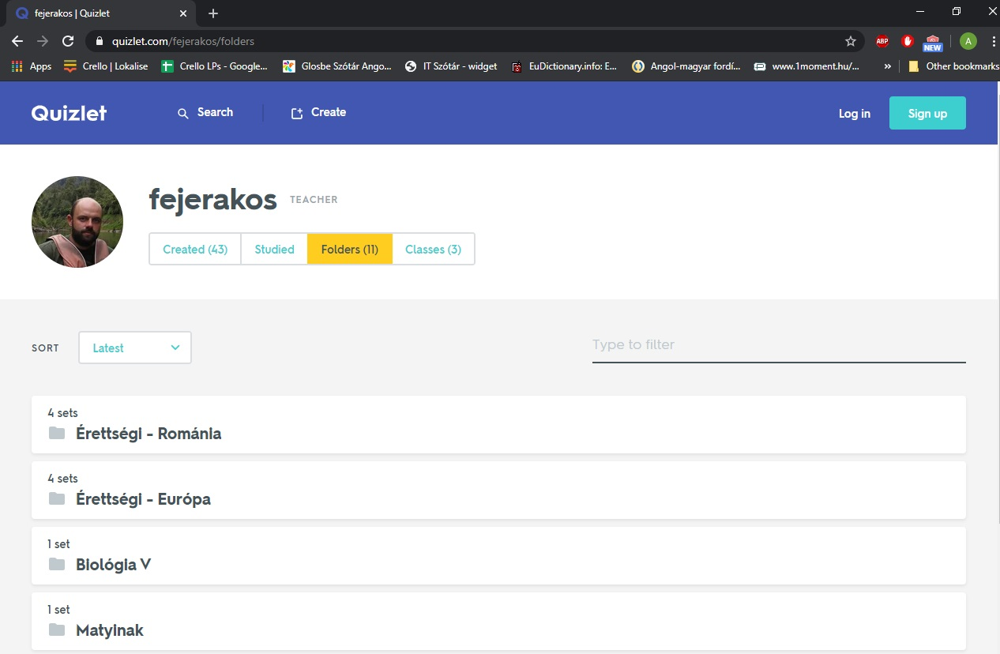 fejerakos | Quizlet
quizlet.com/fejerakos/folders
ABP
NEW
A
Apps
Crello | Lokalise
Crello LPs - Google...
Glosbe Szótár Ango...
IT Szótár - widget
EuDictionary.info: E...
Angol-magyar fordí...
www.1moment.hu/...
»
Other bookmarks
Quizlet
Search
Create
Log in
Sign up
fejerakos TEACHER
Created (43)
Studied
Folders (11)
Classes (3)
SORT
Latest
Type to filter
4 sets
Érettségi - Románia
4 sets
Érettségi - Európa
1 set
Biológia V
1 set
Matyinak